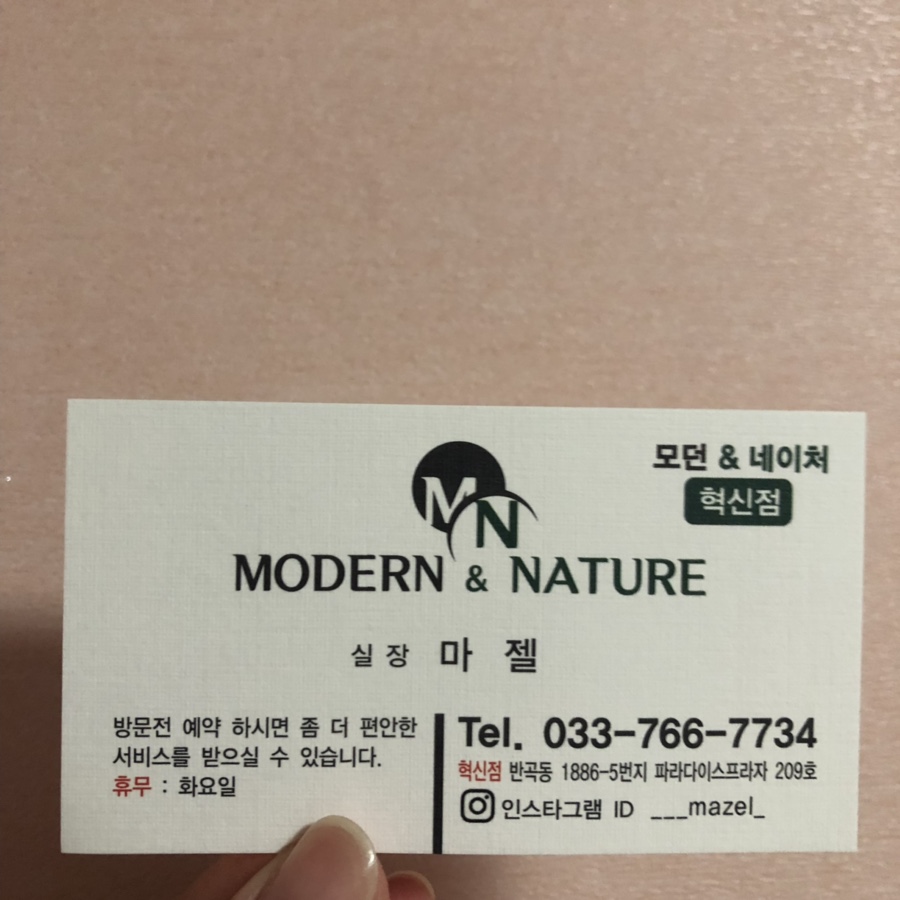 모던 & 네이처
혁신점
MN
MODERN & NATURE
실장 마 젤
방문전 예약 하시면 좀 더 편안한
서비스를 받으실 수 있습니다.
휴무 : 화요일
Tel. 033-766-7734
혁신점 반곡동 1886-5번지 파라다이스프라자 209호
인스타그램 ID ___mazel_